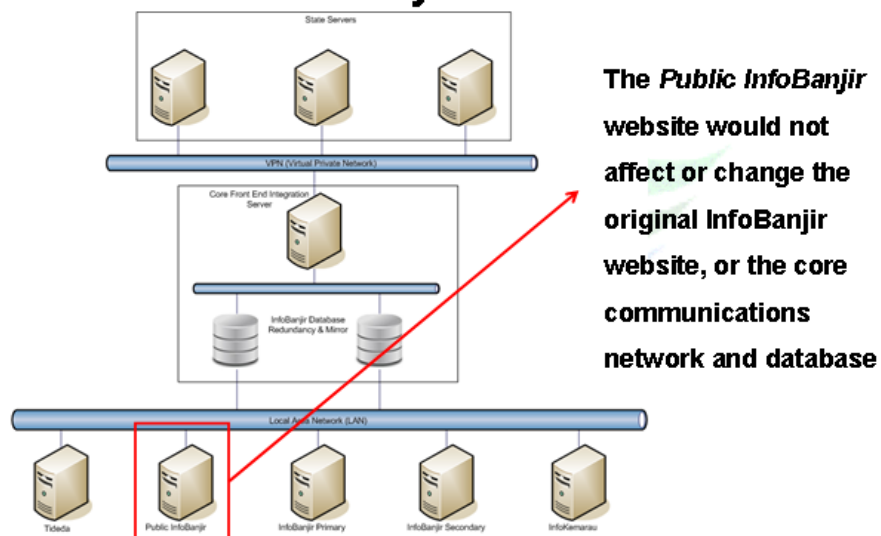 State Servers
VPN (Virtual Private Network)
Core Front End Integration
Server
InfoBanjir Database
Redundancy & Mirror
Local Area Network (LAN)
Tideda
Public InfoBanjir
InfoBanjir Primary
InfoBanjir Secondary
InfoKemarau
The Public InfoBanjir
website would not
affect or change the
original InfoBanjir
website, or the core
communications
network and database